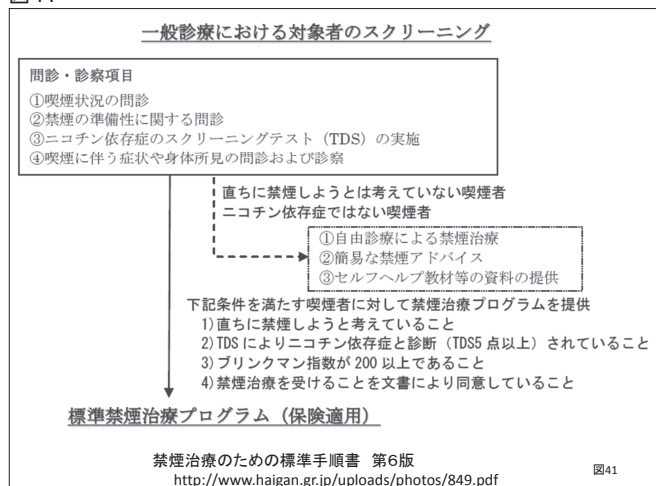 一般診療における対象者のスクリーニング
問診・診察項目
①喫煙状況の問診
②禁煙の準備性に関する問診
③ニコチン依存症のスクリーニングテスト（TDS）の実施
④喫煙に伴う症状や身体所見の問診および診察
直ちに禁煙しようとは考えていない喫煙者
ニコチン依存症ではない喫煙者
①自由診療による禁煙治療
②簡易な禁煙アドバイス
③セルフヘルプ教材等の資料の提供
下記条件を満たす喫煙者に対して禁煙治療プログラムを提供
1)直ちに禁煙しようと考えていること
2)TDSによりニコチン依存症と診断（TDS5点以上）されていること
3)ブリンクマン指数が200以上であること
4)禁煙治療を受けることを文書により同意していること
標準禁煙治療プログラム（保険適用）
禁煙治療のための標準手順書 第6版
http://www.haigan.gr.jp/uploads/photos/849.pdf
図41